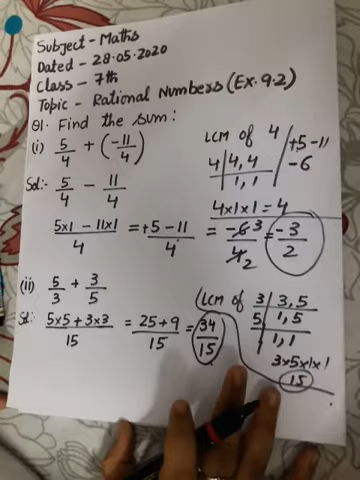 Subject - Maths
Dated - 28.05.2020
Class - 7th
Topic - Rational Numbers (Ex. 9.2)
Q1. Find the sum:
(i) 5/4 + (-11/4)
LCM of 4
4 | 4, 4
1, 1
4x1x1 = 4
+5-11
-6
Sol:- 5/4 - 11/4
5x1 - 11x1 / 4 = +5-11 / 4 = -6 3 / 4 2 = -3/2
(ii) 5/3 + 3/5
(LCM of 3 | 3, 5
5 | 1, 5
1, 1
3x5x1x1
15
Sol: 5x5 + 3x3 / 15 = 25+9 / 15 = 34/15